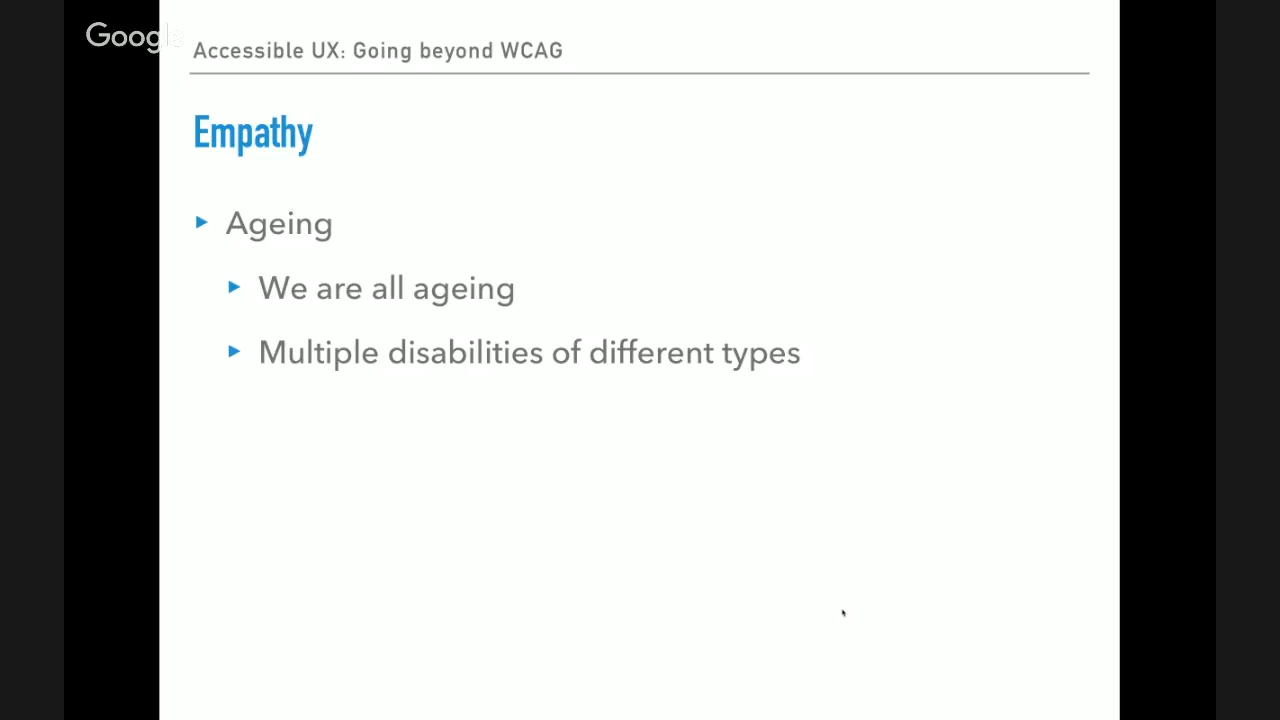 Google
Accessible UX: Going beyond WCAG
Empathy
Ageing
We are all ageing
Multiple disabilities of different types